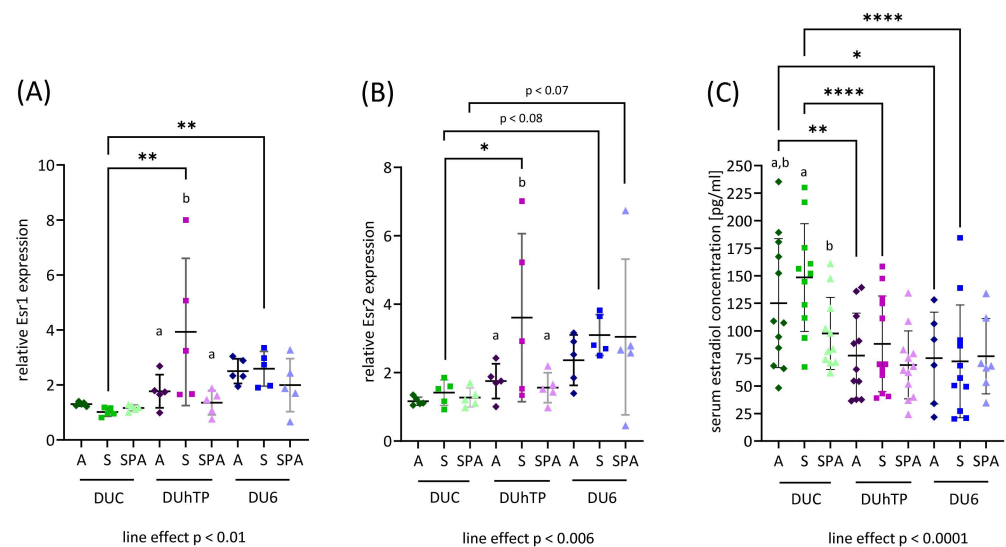 (A)
**
**
relative Esr1 expression
10
8
6
4
2
0
a
b
a
A S SPA A S SPA A S SPA
DUC DUhTP DU6
line effect p < 0.01
(B)
p < 0.07
p < 0.08
*
relative Esr2 expression
8
6
4
2
0
a
b
a
A S SPA A S SPA A S SPA
DUC DUhTP DU6
line effect p < 0.006
(C)
****
*
****
**
serum estradiol concentration [pg/ml]
250
225
200
175
150
125
100
75
50
25
0
a,b
a
b
A S SPA A S SPA A S SPA
DUC DUhTP DU6
line effect p < 0.0001